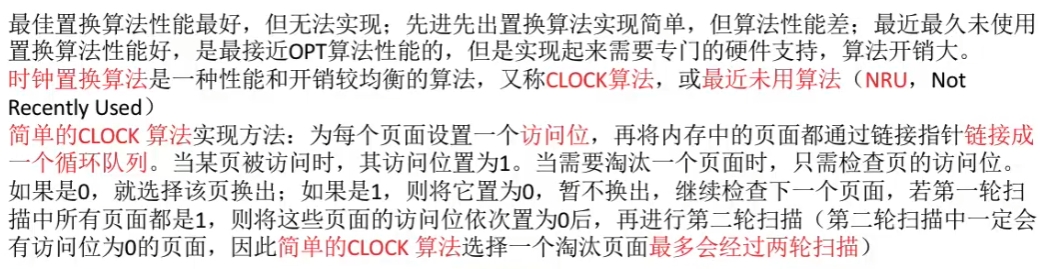 最佳置换算法性能最好，但无法实现；先进先出置换算法实现简单，但算法性能差；最近最久未使用
置换算法性能好，是最接近OPT算法性能的，但是实现起来需要专门的硬件支持，算法开销大。
时钟置换算法是一种性能和开销较均衡的算法，又称CLOCK算法，或最近未用算法（NRU，Not
Recently Used）
简单的CLOCK 算法实现方法：为每个页面设置一个访问位，再将内存中的页面都通过链接指针链接成
一个循环队列。当某页被访问时，其访问位置为1。当需要淘汰一个页面时，只需检查页的访问位。
如果是0，就选择该页换出；如果是1，则将它置为0，暂不换出，继续检查下一个页面，若第一轮扫
描中所有页面都是1，则将这些页面的访问位依次置为0后，再进行第二轮扫描（第二轮扫描中一定会
有访问位为0的页面，因此简单的CLOCK 算法选择一个淘汰页面最多会经过两轮扫描）